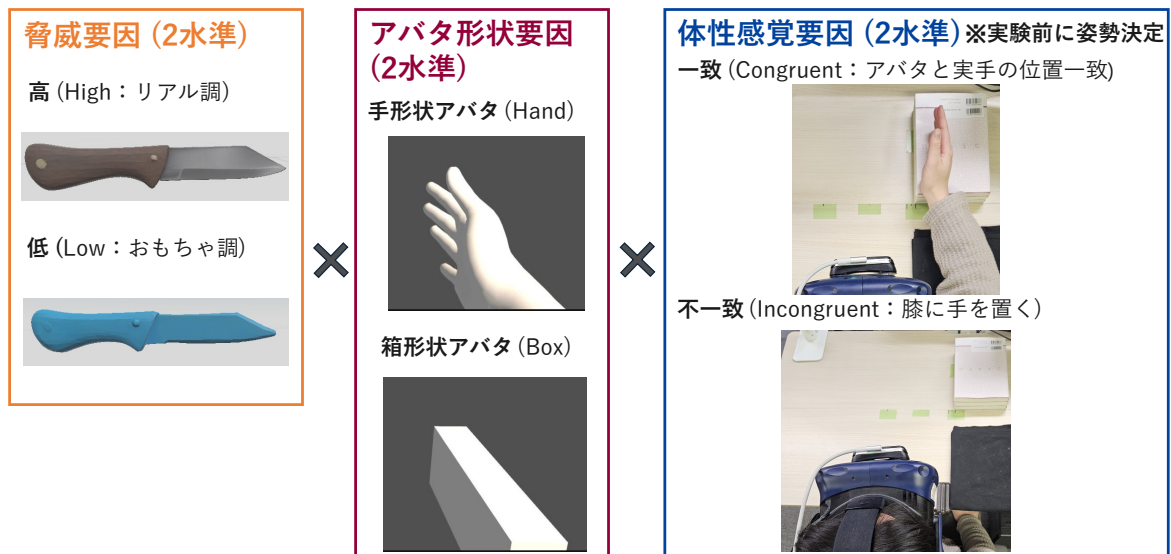 脅威要因 (2水準)
高 (High：リアル調)
低 (Low：おもちゃ調)
×
アバタ形状要因
(2水準)
手形状アバタ (Hand)
箱形状アバタ (Box)
×
体性感覚要因 (2水準) ※実験前に姿勢決定
一致 (Congruent：アバタと実手の位置一致)
不一致 (Incongruent：膝に手を置く)